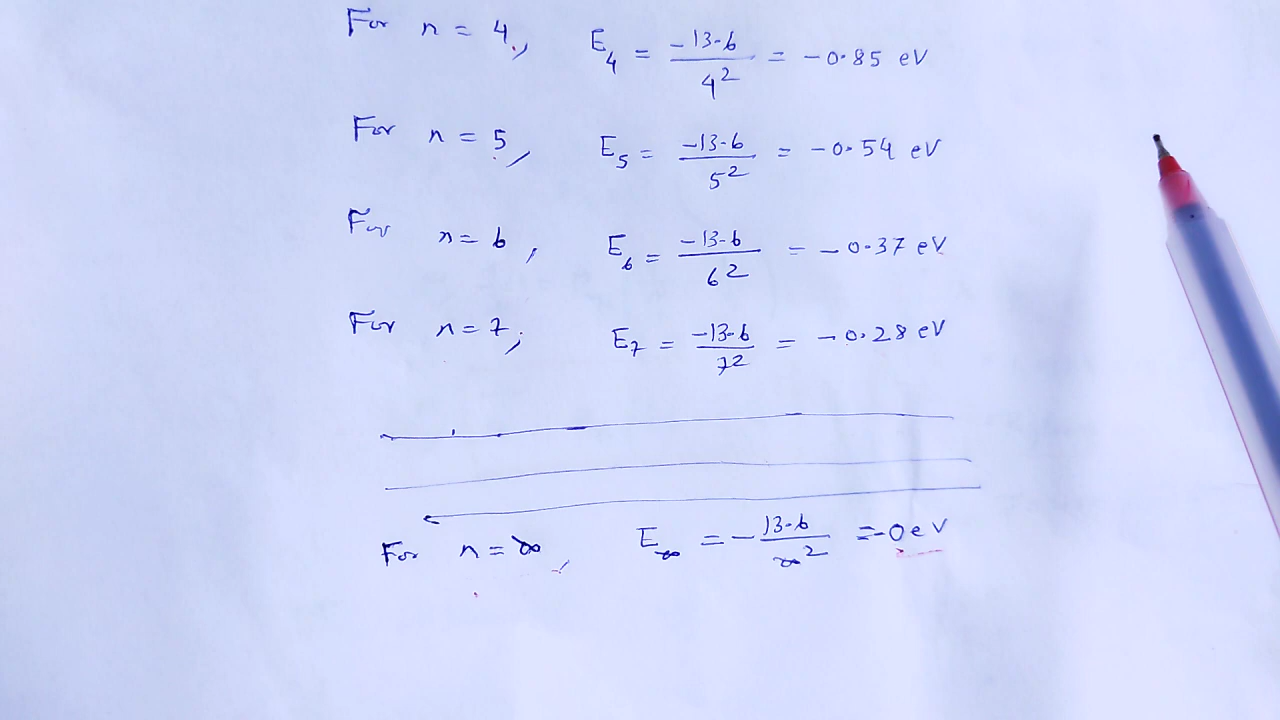 For n = 4, E₄ = -13.6/4² = -0.85 eV
For n = 5, E₅ = -13.6/5² = -0.54 eV
For n = 6, E₆ = -13.6/6² = -0.37 eV
For n = 7, E₇ = -13.6/7² = -0.28 eV
For n = ∞, E∞ = -13.6/∞² = -0 eV